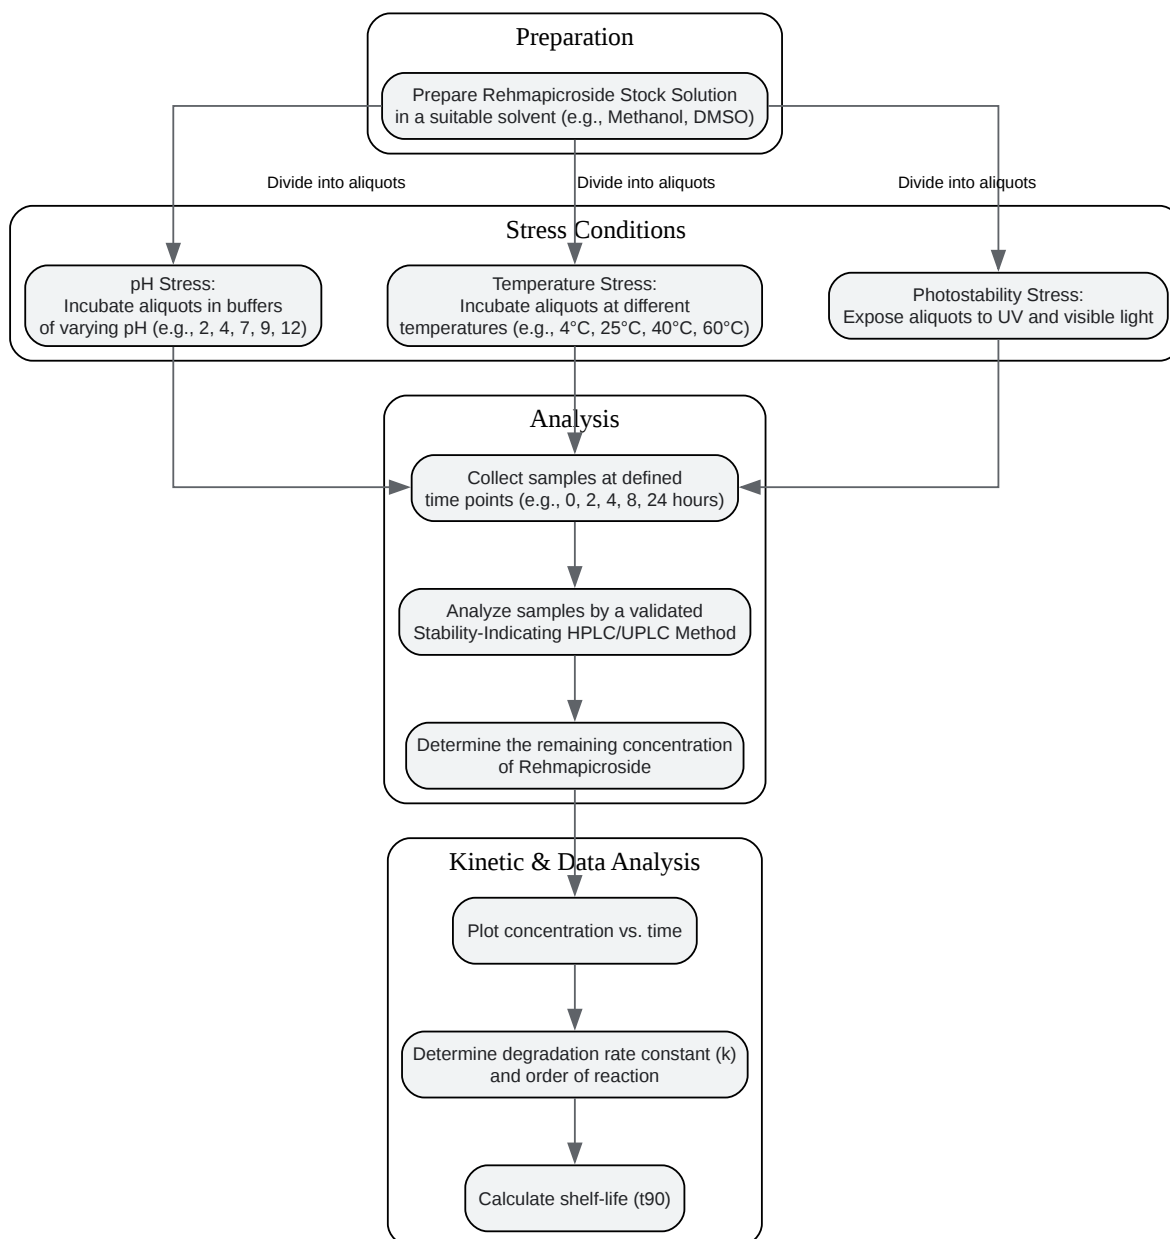 Preparation
Prepare Rehmapicroside Stock Solution
in a suitable solvent (e.g., Methanol, DMSO)
Divide into aliquots
Divide into aliquots
Divide into aliquots
Stress Conditions
pH Stress:
Incubate aliquots in buffers
of varying pH (e.g., 2, 4, 7, 9, 12)
Temperature Stress:
Incubate aliquots at different
temperatures (e.g., 4°C, 25°C, 40°C, 60°C)
Photostability Stress:
Expose aliquots to UV and visible light
Analysis
Collect samples at defined
time points (e.g., 0, 2, 4, 8, 24 hours)
Analyze samples by a validated
Stability-Indicating HPLC/UPLC Method
Determine the remaining concentration
of Rehmapicroside
Kinetic & Data Analysis
Plot concentration vs. time
Determine degradation rate constant (k)
and order of reaction
Calculate shelf-life (t90)